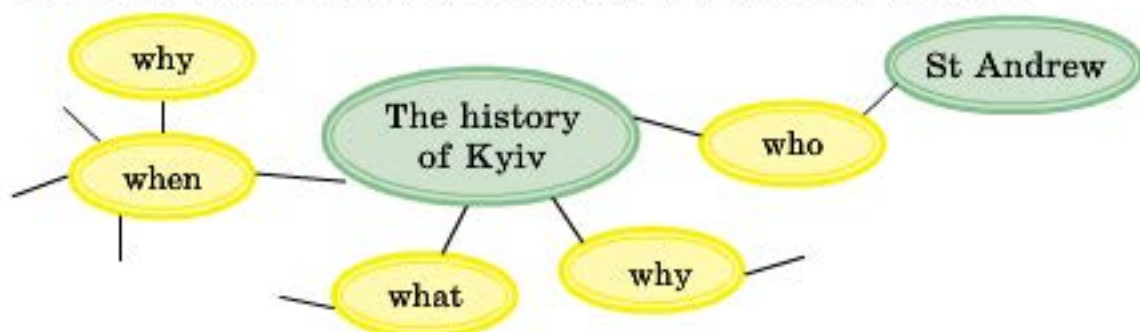 why
St Andrew
The history
of Kyiv
who
when
why
what